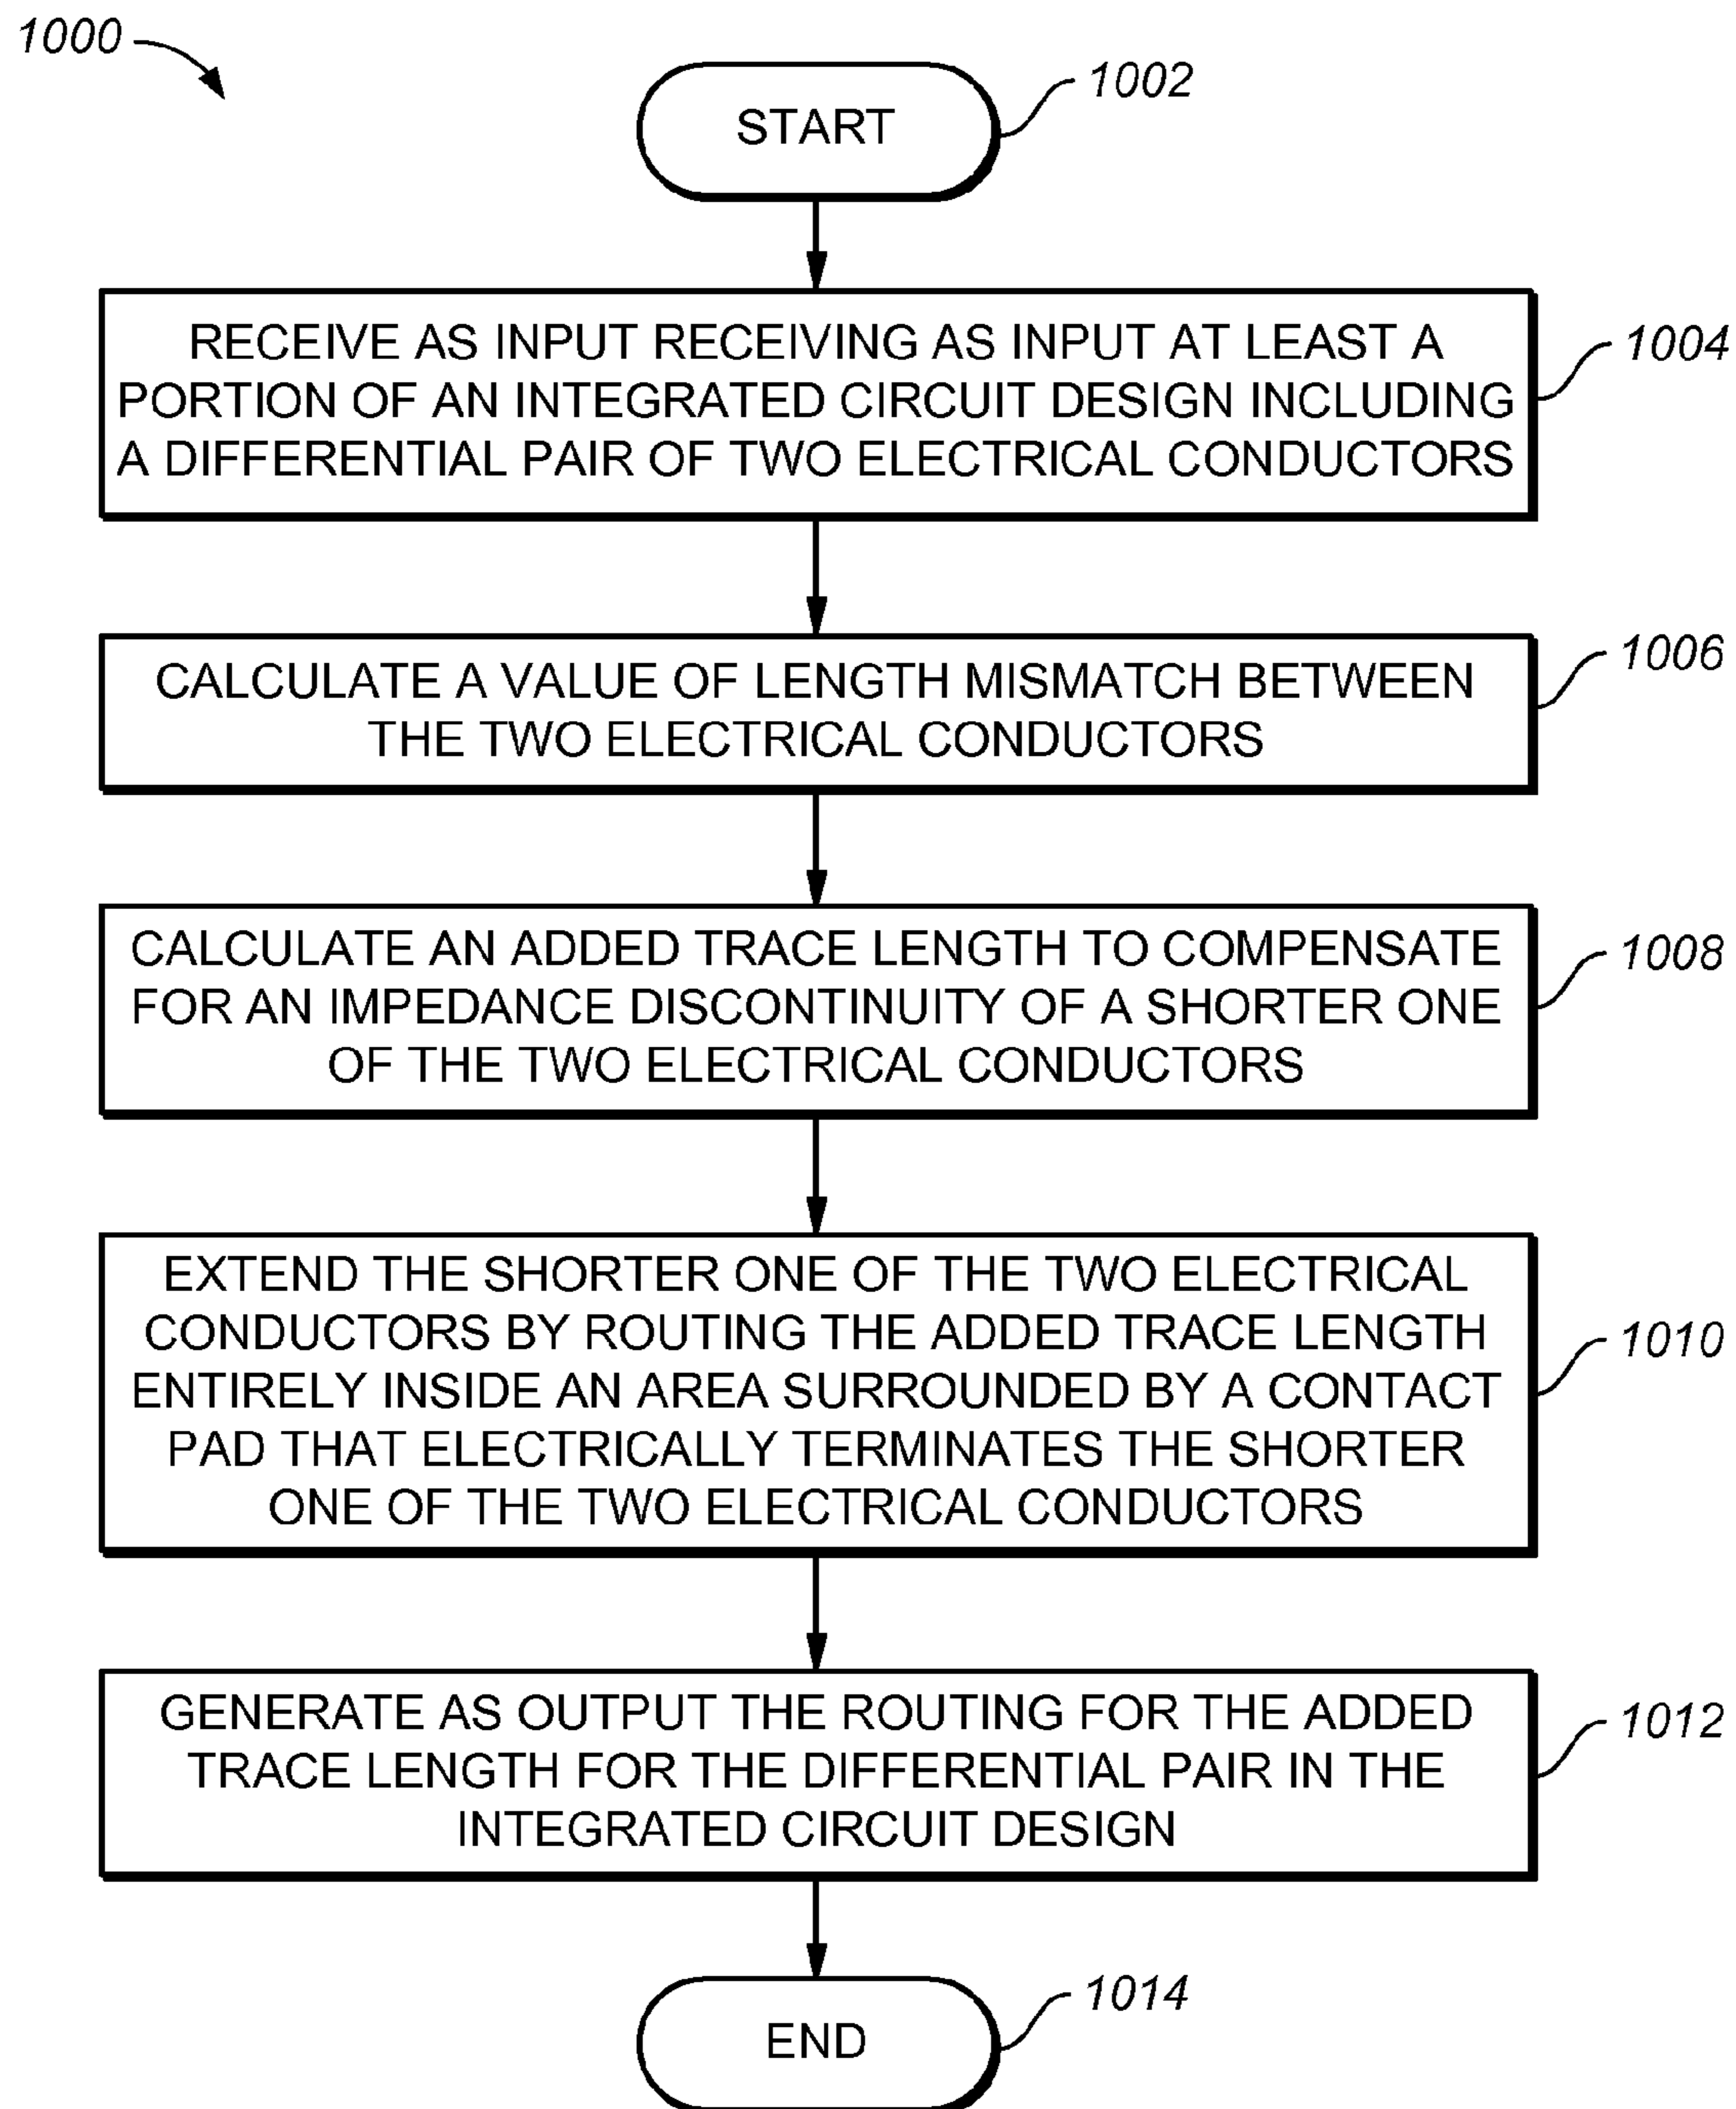 1000
START
1002
RECEIVE AS INPUT RECEIVING AS INPUT AT LEAST A
PORTION OF AN INTEGRATED CIRCUIT DESIGN INCLUDING
A DIFFERENTIAL PAIR OF TWO ELECTRICAL CONDUCTORS
1004
CALCULATE A VALUE OF LENGTH MISMATCH BETWEEN
THE TWO ELECTRICAL CONDUCTORS
1006
CALCULATE AN ADDED TRACE LENGTH TO COMPENSATE
FOR AN IMPEDANCE DISCONTINUITY OF A SHORTER ONE
OF THE TWO ELECTRICAL CONDUCTORS
1008
EXTEND THE SHORTER ONE OF THE TWO ELECTRICAL
CONDUCTORS BY ROUTING THE ADDED TRACE LENGTH
ENTIRELY INSIDE AN AREA SURROUNDED BY A CONTACT
PAD THAT ELECTRICALLY TERMINATES THE SHORTER
ONE OF THE TWO ELECTRICAL CONDUCTORS
1010
GENERATE AS OUTPUT THE ROUTING FOR THE ADDED
TRACE LENGTH FOR THE DIFFERENTIAL PAIR IN THE
INTEGRATED CIRCUIT DESIGN
1012
END
1014